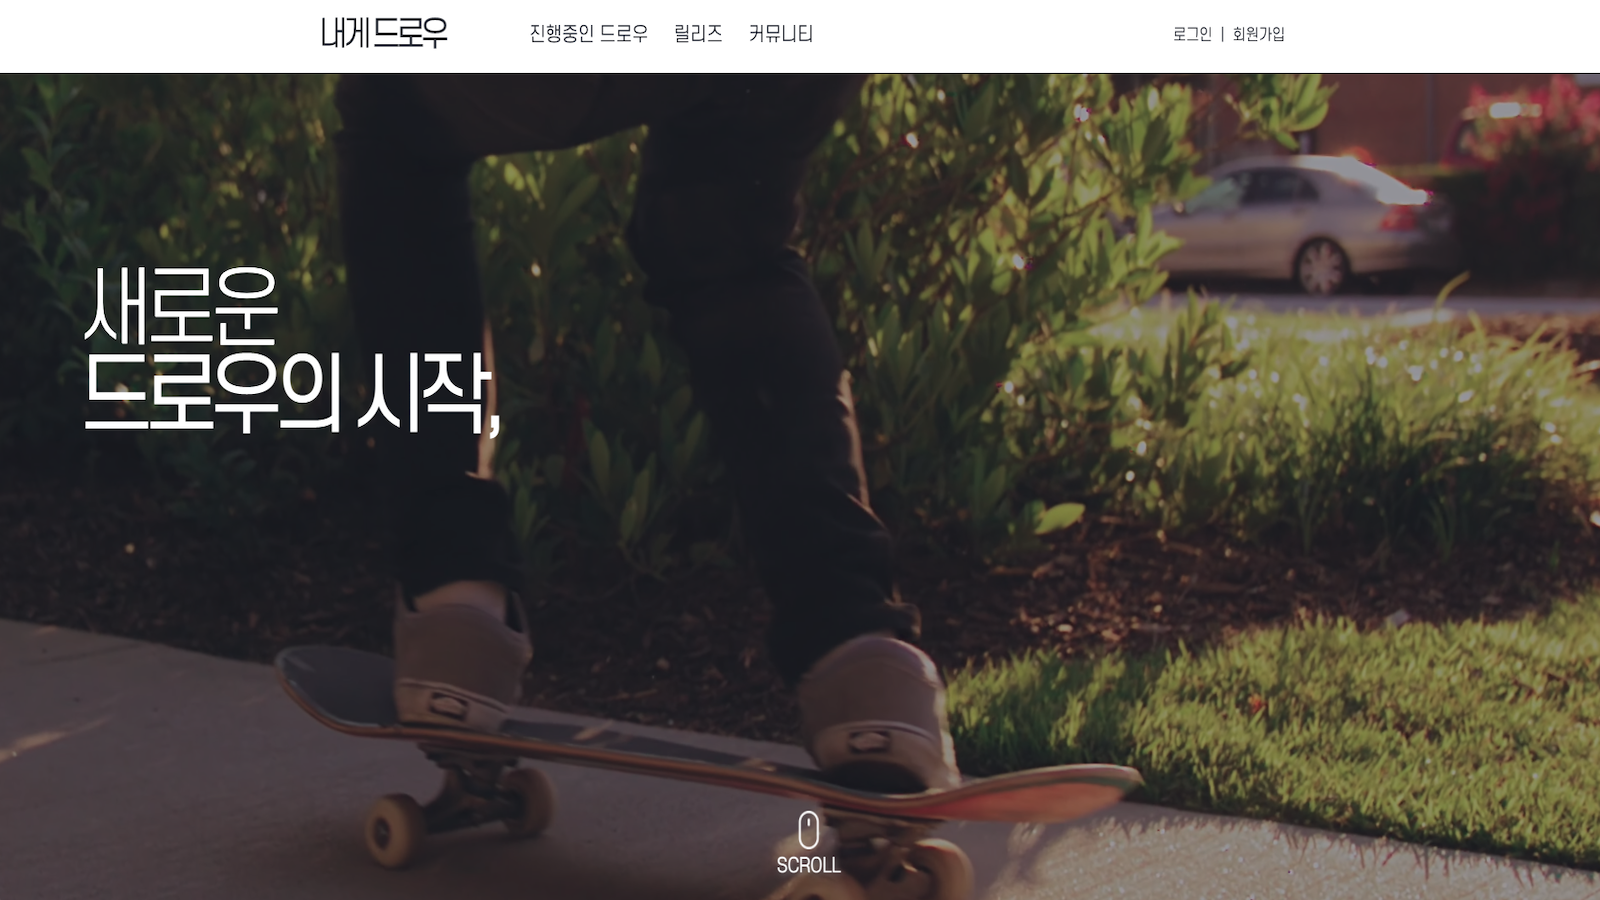 내게 드로우
진행중인 드로우 릴리즈 커뮤니티
로그인 | 회원가입
새로운
드로우의 시작,
SCROLL